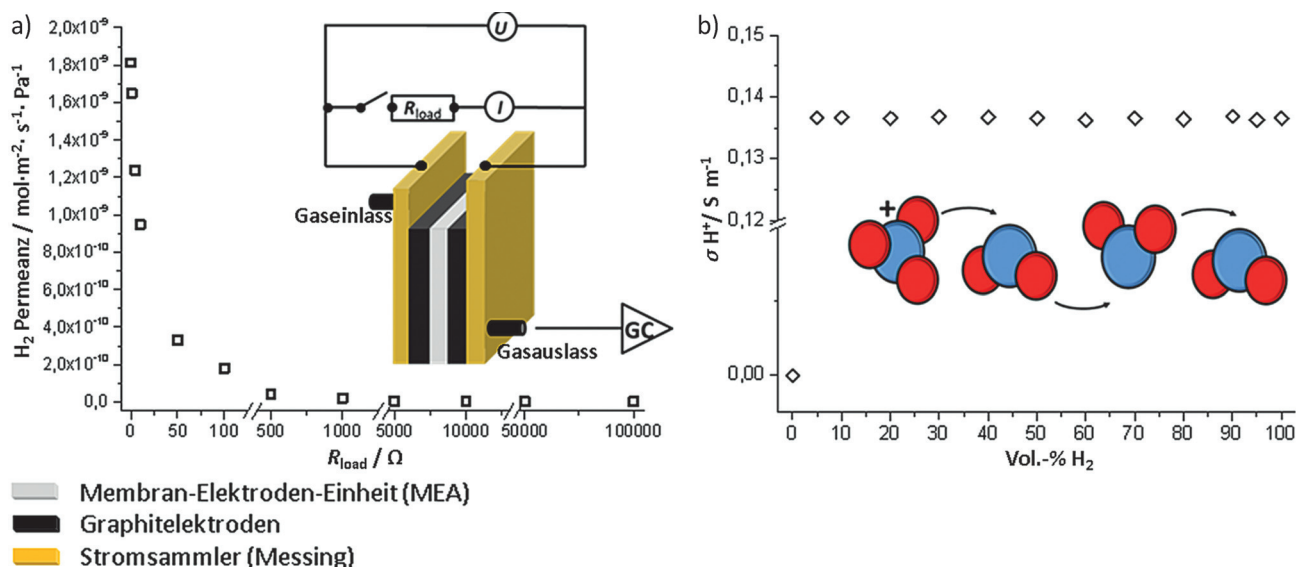 a)
H₂ Permeanz / mol·m⁻²·s⁻¹·Pa⁻¹
2,0x10⁻⁹
1,8x10⁻⁹
1,6x10⁻⁹
1,4x10⁻⁹
1,2x10⁻⁹
1,0x10⁻⁹
8,0x10⁻¹⁰
6,0x10⁻¹⁰
4,0x10⁻¹⁰
2,0x10⁻¹⁰
0,0
0 50 100 500 1000 5000 10000 50000 100000
R_load / Ω
U
R_load
I
Gaseinlass
Gasauslass
GC
Membran-Elektroden-Einheit (MEA)
Graphitelektroden
Stromsammler (Messing)
b)
σ H⁺/ S m⁻¹
0,15
0,14
0,13
0,12
0,00
+
0 10 20 30 40 50 60 70 80 90 100
Vol.-% H₂